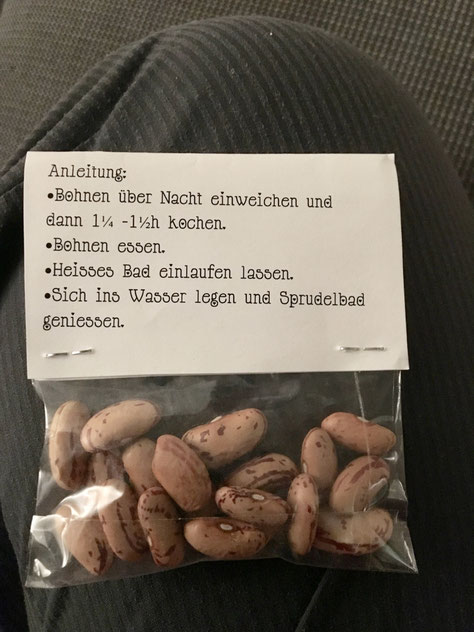 Anleitung:
•Bohnen über Nacht einweichen und
dann 1¼ -1½h kochen.
•Bohnen essen.
•Heisses Bad einlaufen lassen.
•Sich ins Wasser legen und Sprudelbad
geniessen.